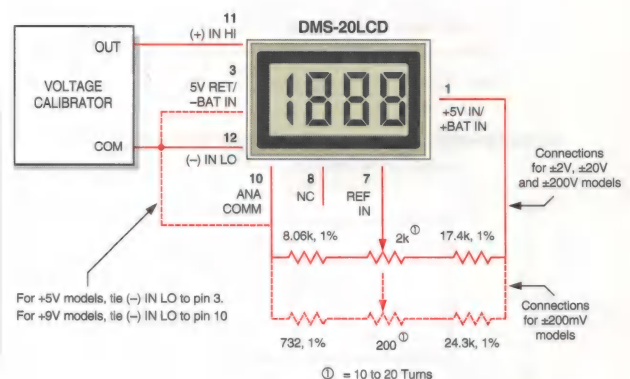 DMS-20LCD
11
(+) IN HI
OUT
VOLTAGE
CALIBRATOR
COM
3
5V RET/
–BAT IN
12
(–) IN LO
1888
1
+5V IN/
+BAT IN
10
ANA
COMM
8
NC
7
REF
IN
Connections
for ±2V, ±20V
and ±200V models
8.06k, 1%
2k①
17.4k, 1%
For +5V models, tie (–) IN LO to pin 3.
For +9V models, tie (–) IN LO to pin 10
732, 1%
200①
24.3k, 1%
Connections
for ±200mV
models
① = 10 to 20 Turns